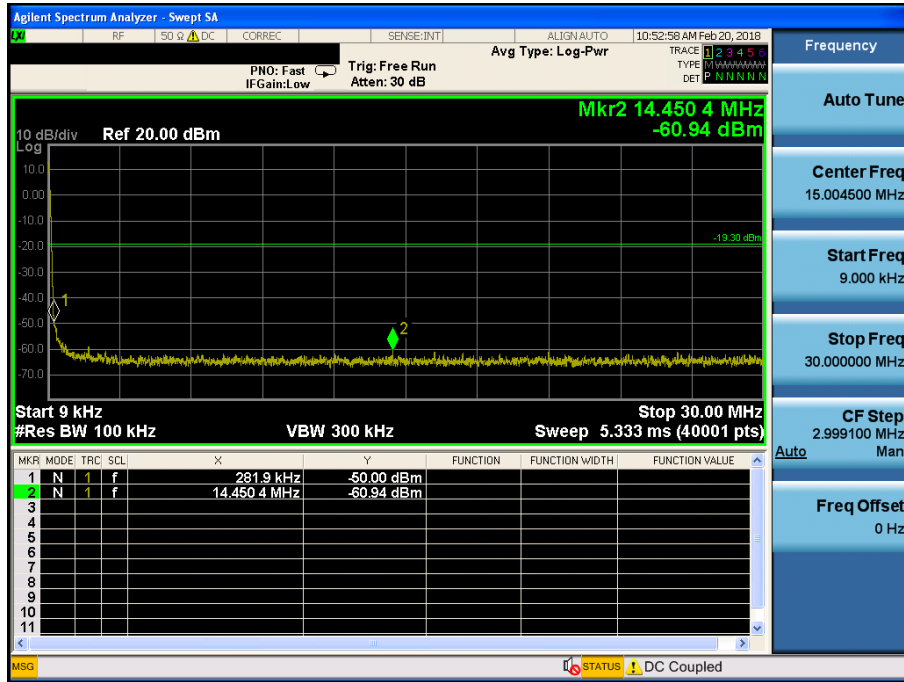 Agilent Spectrum Analyzer - Swept SA
LXI RF 50 Ω ⚠ DC CORREC SENSE:INT ALIGN AUTO 10:52:58 AM Feb 20, 2018
Avg Type: Log-Pwr
TRACE 1 2 3 4 5 6
PNO: Fast Trig: Free Run
TYPE M W W W W W
IFGain:Low Atten: 30 dB
DET P N N N N N
Mkr2 14.450 4 MHz
-60.94 dBm
10 dB/div Ref 20.00 dBm
Log
10.0
0.00
-10.0
-19.30 dBm
-20.0
-30.0
-40.0
1
-50.0
2
-60.0
-70.0
Start 9 kHz Stop 30.00 MHz
#Res BW 100 kHz VBW 300 kHz Sweep 5.333 ms (40001 pts)
MKR MODE TRC SCL X Y FUNCTION FUNCTION WIDTH FUNCTION VALUE
1 N 1 f 281.9 kHz -50.00 dBm
2 N 1 f 14.450 4 MHz -60.94 dBm
3
4
5
6
7
8
9
10
11
MSG STATUS DC Coupled
Frequency
Auto Tune
Center Freq
15.004500 MHz
Start Freq
9.000 kHz
Stop Freq
30.000000 MHz
CF Step
2.999100 MHz
Auto Man
Freq Offset
0 Hz